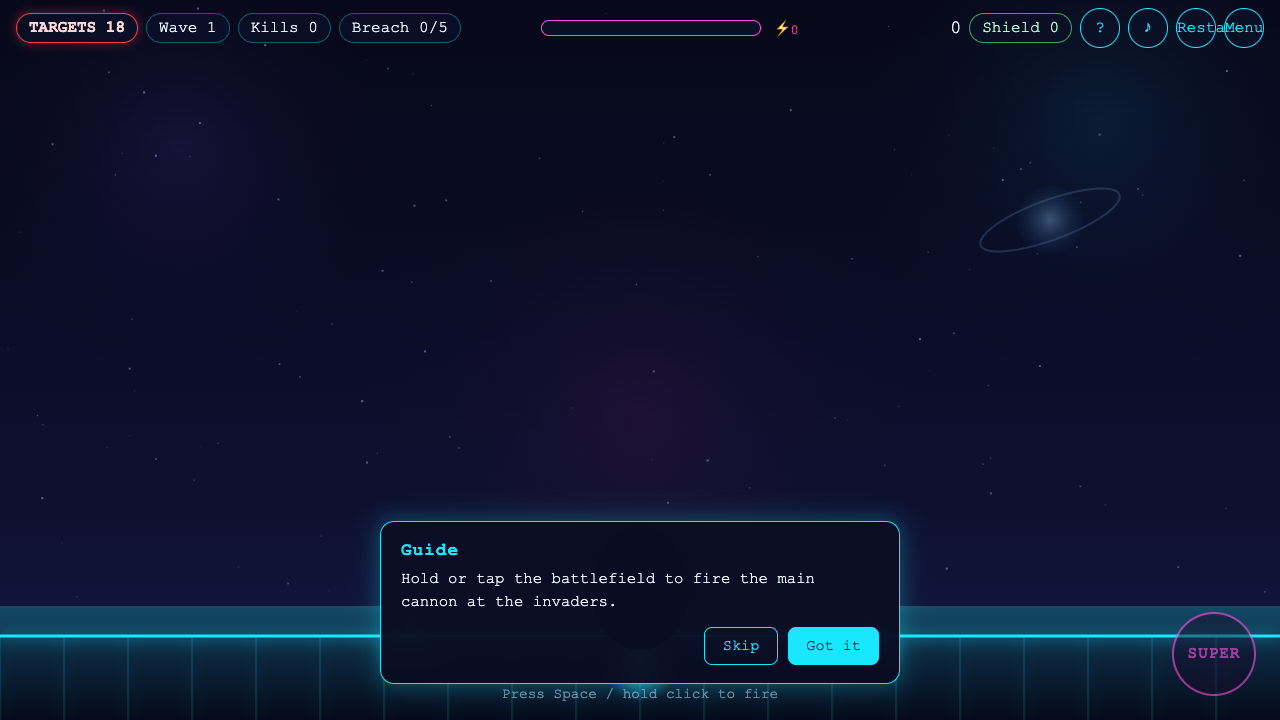 TARGETS 18
Wave 1
Kills 0
Breach 0/5
⚡0
0
Shield 0
?
♪
Resta
Menu
Guide
Hold or tap the battlefield to fire the main
cannon at the invaders.
Skip
Got it
SUPER
Press Space / hold click to fire